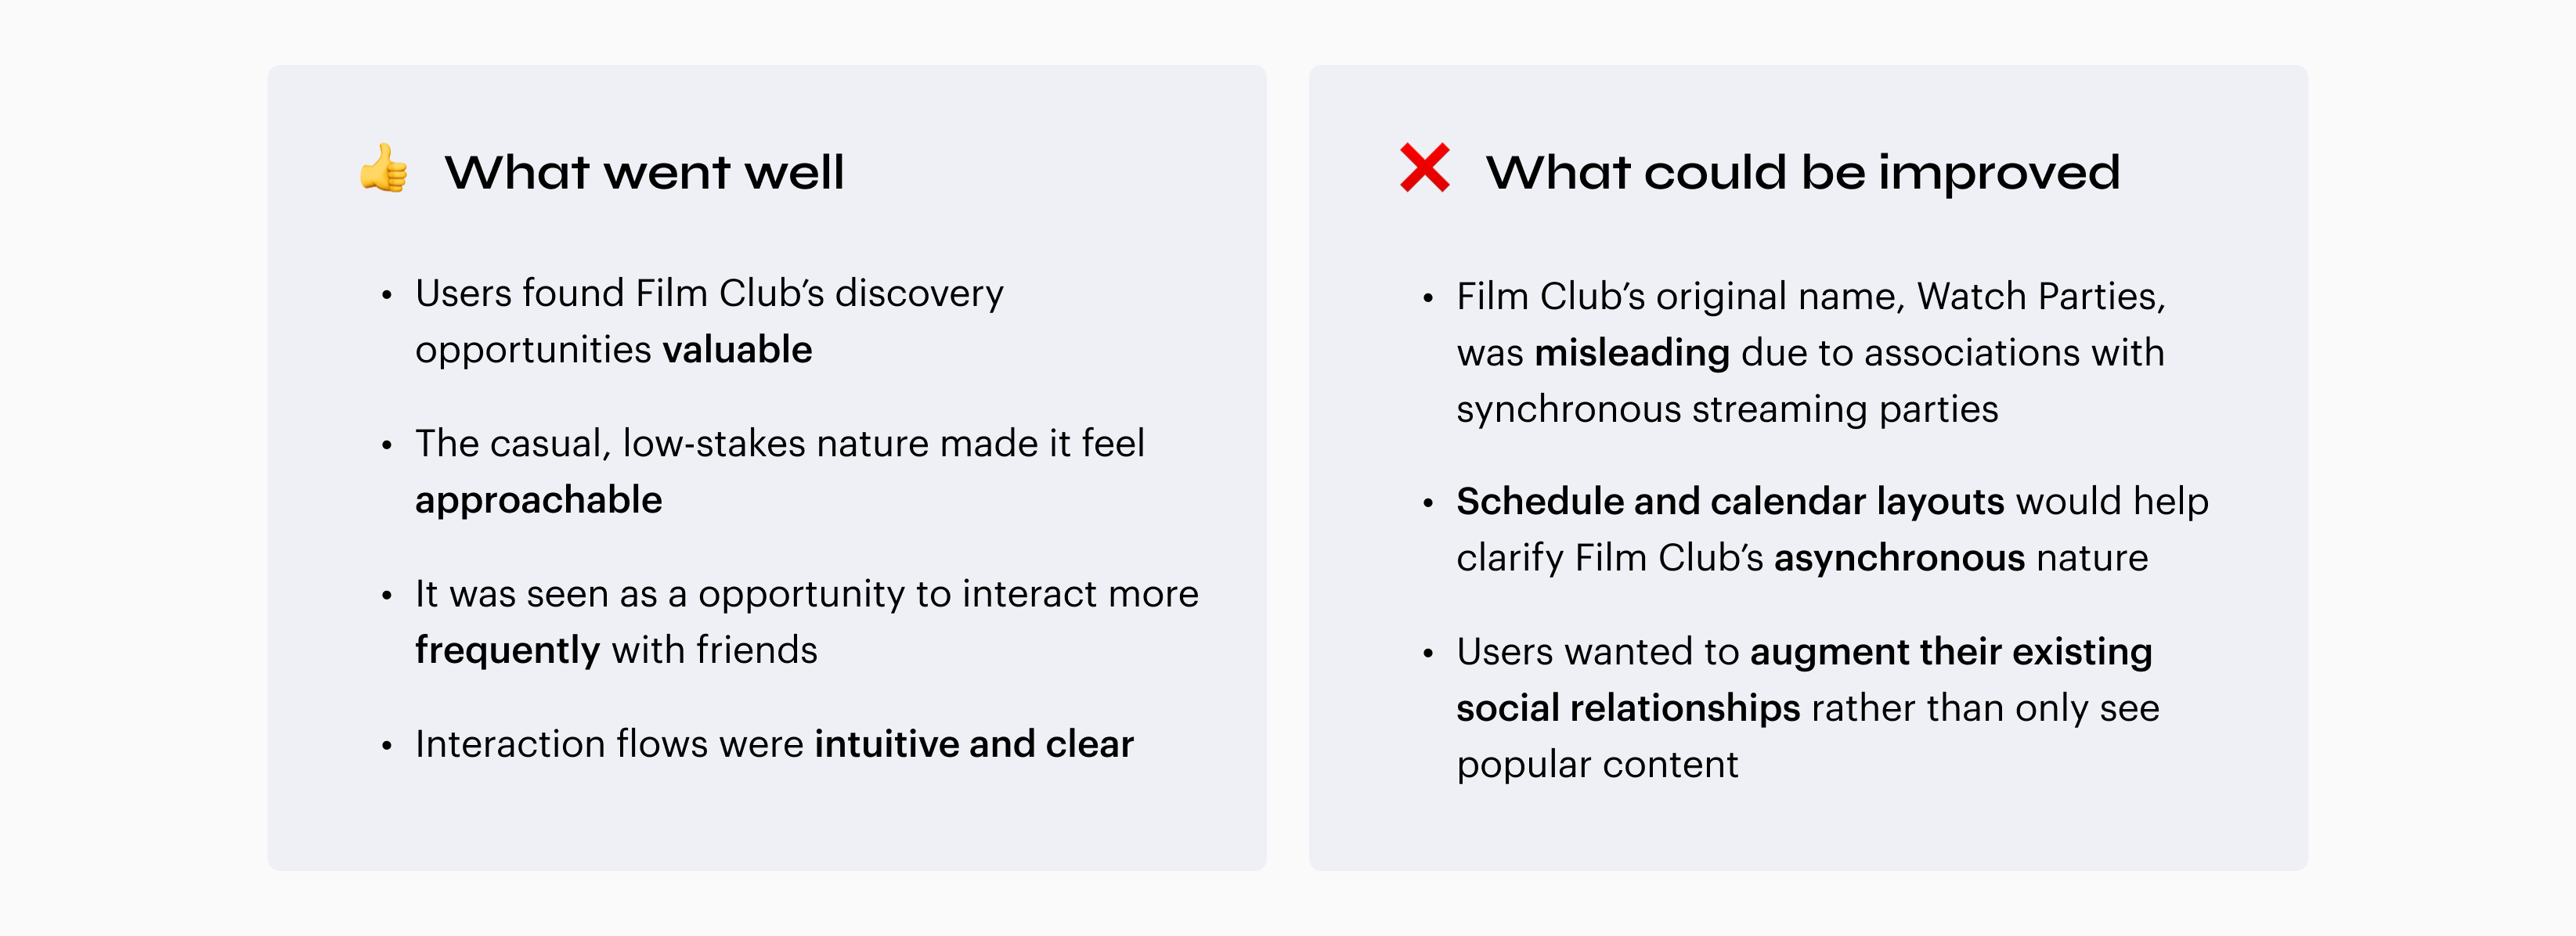 👍 What went well
• Users found Film Club’s discovery
opportunities valuable
• The casual, low-stakes nature made it feel
approachable
• It was seen as a opportunity to interact more
frequently with friends
• Interaction flows were intuitive and clear
❌ What could be improved
• Film Club’s original name, Watch Parties,
was misleading due to associations with
synchronous streaming parties
• Schedule and calendar layouts would help
clarify Film Club’s asynchronous nature
• Users wanted to augment their existing
social relationships rather than only see
popular content